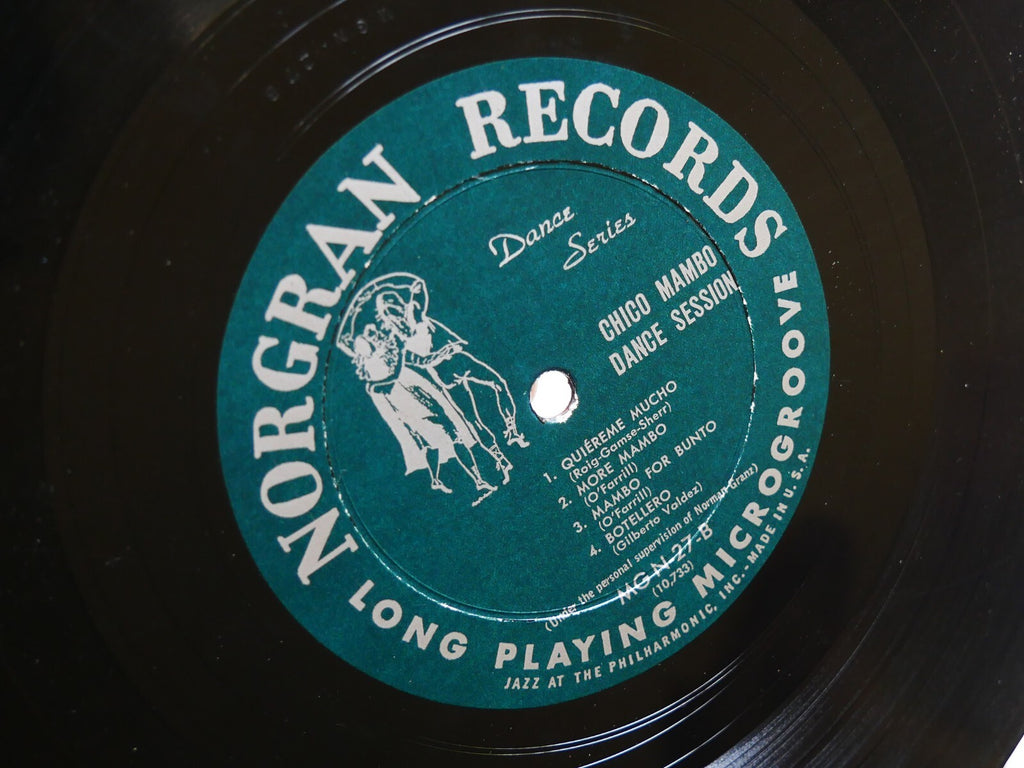 NORGRAN RECORDS
Dance
Series
CHICO MAMBO
DANCE SESSION
1. QUIÉREME MUCHO
(Roig-Gamse-Sherr)
2. MORE MAMBO
(O'Farrill)
3. MAMBO FOR BUNTO
(O'Farrill)
4. BOTELLERO
(Gilberto Valdez)
(Under the personal supervision of Norman Granz)
MG N-27-B
(10,733)
LONG PLAYING MICROGROOVE
JAZZ AT THE PHILHARMONIC, INC.-MADE IN U.S.A.